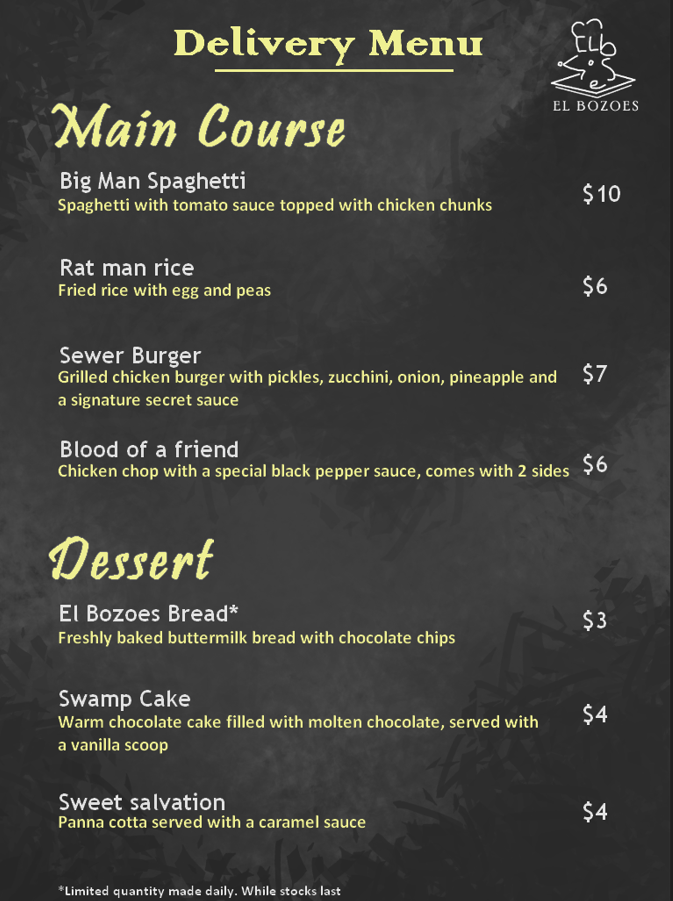 Delivery Menu
ELb
EL BOZOES
Main Course
Big Man Spaghetti
$10
Spaghetti with tomato sauce topped with chicken chunks
Rat man rice
$6
Fried rice with egg and peas
Sewer Burger
$7
Grilled chicken burger with pickles, zucchini, onion, pineapple and
a signature secret sauce
Blood of a friend
$6
Chicken chop with a special black pepper sauce, comes with 2 sides
Dessert
El Bozoes Bread*
$3
Freshly baked buttermilk bread with chocolate chips
Swamp Cake
$4
Warm chocolate cake filled with molten chocolate, served with
a vanilla scoop
Sweet salvation
$4
Panna cotta served with a caramel sauce
*Limited quantity made daily. While stocks last